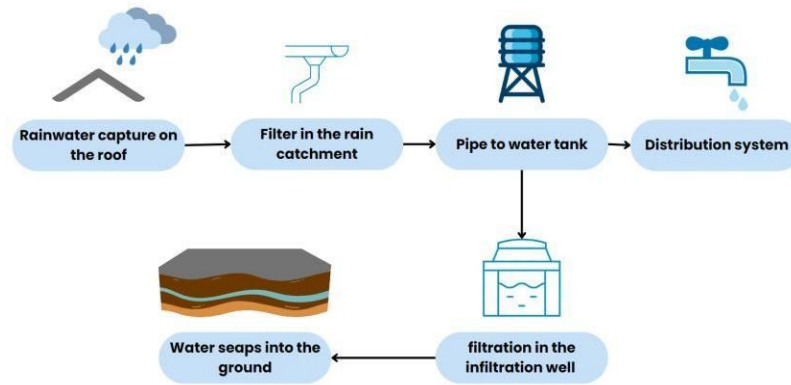 Rainwater capture on
the roof
Filter in the rain
catchment
Pipe to water tank
Distribution system
Water seaps into the
ground
filtration in the
infiltration well